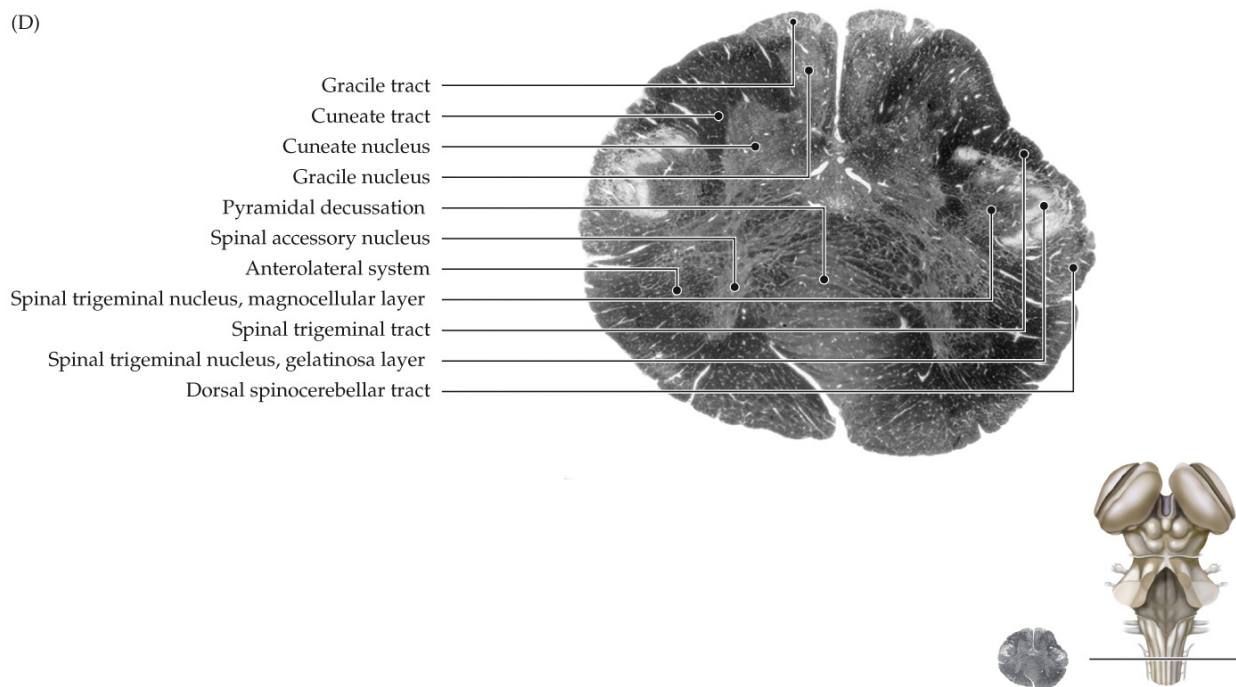 (D)
Gracile tract
Cuneate tract
Cuneate nucleus
Gracile nucleus
Pyramidal decussation
Spinal accessory nucleus
Anterolateral system
Spinal trigeminal nucleus, magnocellular layer
Spinal trigeminal tract
Spinal trigeminal nucleus, gelatinosa layer
Dorsal spinocerebellar tract